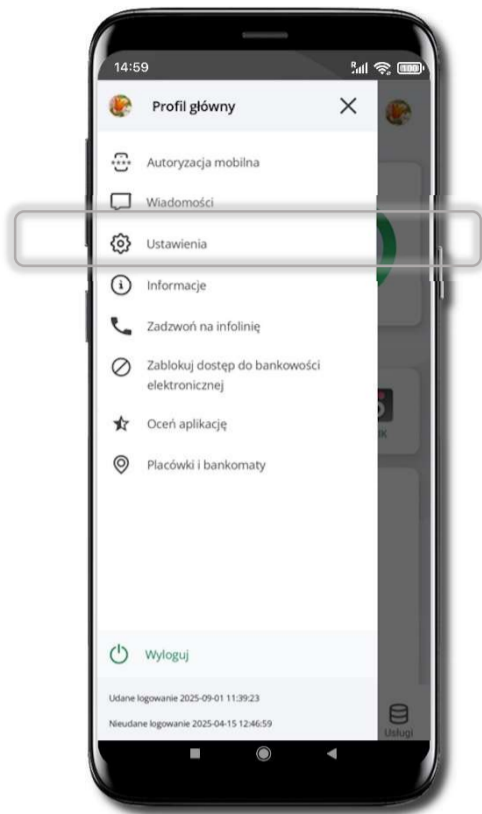 14:59
Profil główny
Autoryzacja mobilna
Wiadomości
Ustawienia
Informacje
Zadzwoń na infolinię
Zablokuj dostęp do bankowości
elektronicznej
Oceń aplikację
Placówki i bankomaty
Wyloguj
Udane logowanie 2025-09-01 11:39:23
Nieudane logowanie 2025-04-15 12:46:59
Usługi